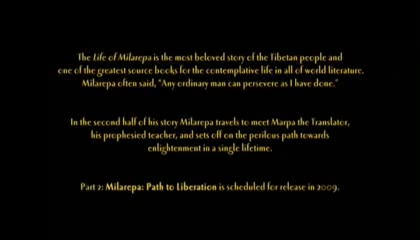 The Life of Milarepa is the most beloved story of the Tibetan people and
one of the greatest source books for the contemplative life in all of world literature.
Milarepa often said, "Any ordinary man can persevere as I have done."
In the second half of his story Milarepa travels to meet Marpa the Translator,
his prophesied teacher, and sets off on the perilous path towards
enlightenment in a single lifetime.
Part 2: Milarepa: Path to Liberation is scheduled for release in 2009.